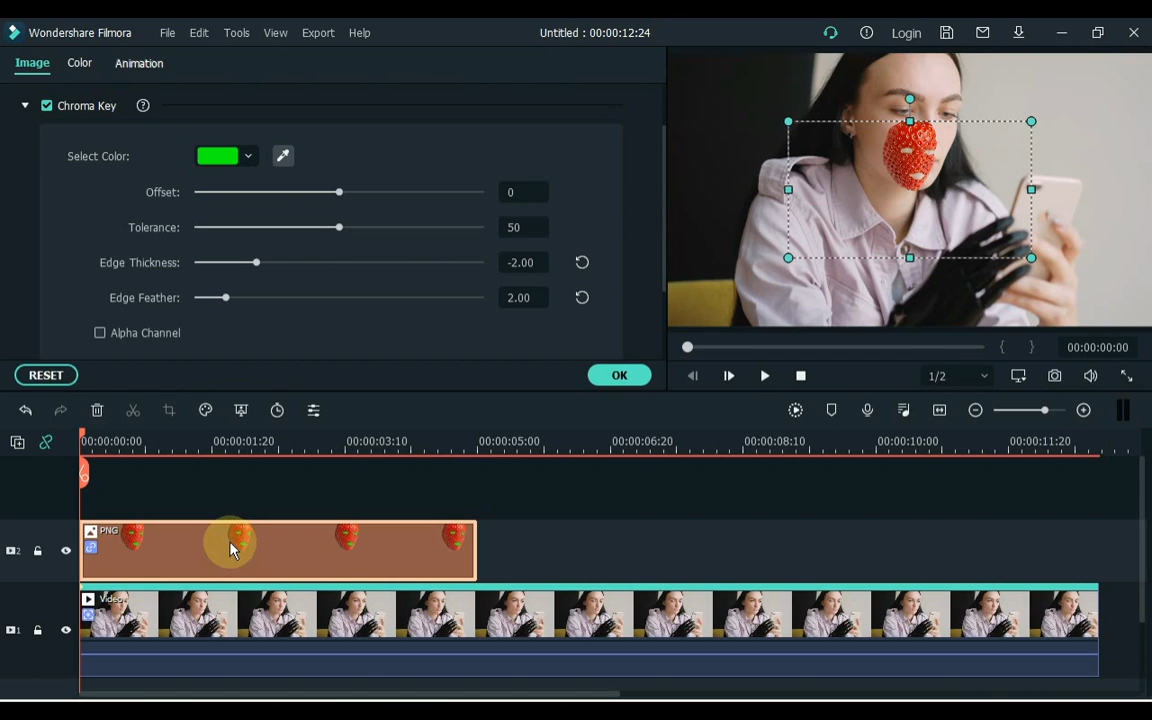 Wondershare Filmora File Edit Tools View Export Help Untitled : 00:00:12:24 Login
Image Color Animation
Chroma Key ?
Select Color:
Offset: 0
Tolerance: 50
Edge Thickness: -2.00
Edge Feather: 2.00
Alpha Channel
{ } 00:00:00:00
RESET OK 1/2
00:00:00:00 00:00:01:20 00:00:03:10 00:00:05:00 00:00:06:20 00:00:08:10 00:00:10:00 00:00:11:20
PNG
2
Video
1